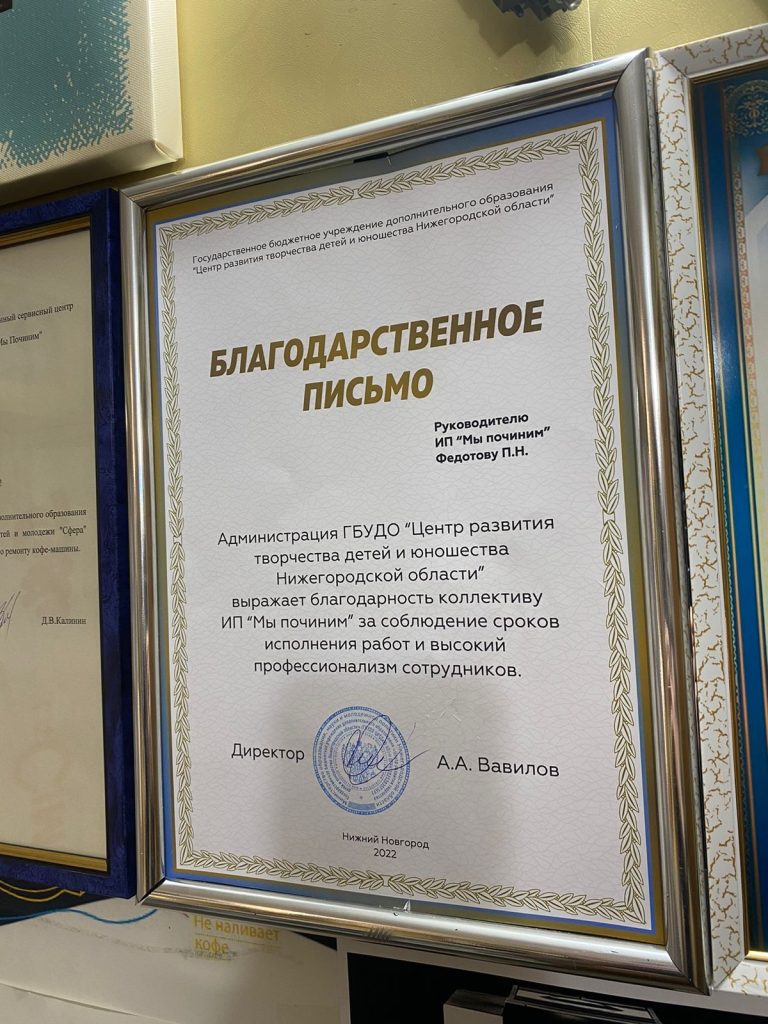 Государственное бюджетное учреждение дополнительного образования
"Центр развития творчества детей и юношества Нижегородской области"
БЛАГОДАРСТВЕННОЕ
ПИСЬМО
Руководителю
ИП "Мы починим"
Федотову П.Н.
Администрация ГБУДО "Центр развития
творчества детей и юношества
Нижегородской области"
выражает благодарность коллективу
ИП "Мы починим" за соблюдение сроков
исполнения работ и высокий
профессионализм сотрудников.
Директор
А.А. Вавилов
Нижний Новгород
2022
сервисный центр
Мы Починим"
образования
и молодежи "Сфера"
ремонту кофе-машины.
Д.В.Калинин
Не наливает
кофе